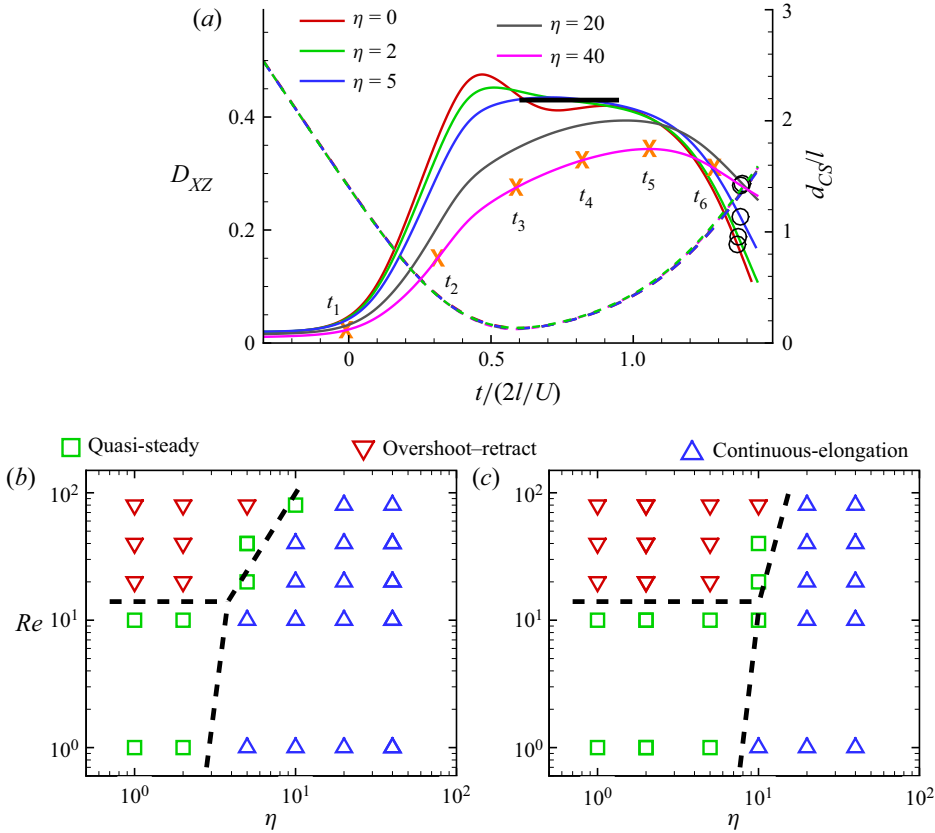 (a)
η = 0
η = 2
η = 5
η = 20
η = 40
D_XZ
0.4
0.2
0
3
2
1
0
d_CS/l
t_1
t_2
t_3
t_4
t_5
t_6
0
0.5
1.0
t/(2l/U)
Quasi-steady
Overshoot–retract
Continuous-elongation
(b)
(c)
Re
10^2
10^1
10^0
10^2
10^1
10^0
10^0
10^1
10^2
η
10^0
10^1
10^2
η